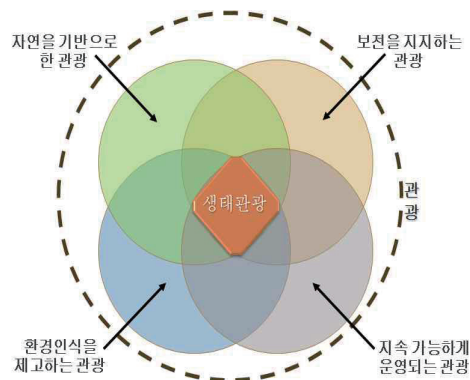 자연을 기반으로
한 관광
보전을 지지하는
관광
생태관광
관
광
환경인식을
제고하는 관광
지속 가능하게
운영되는 관광